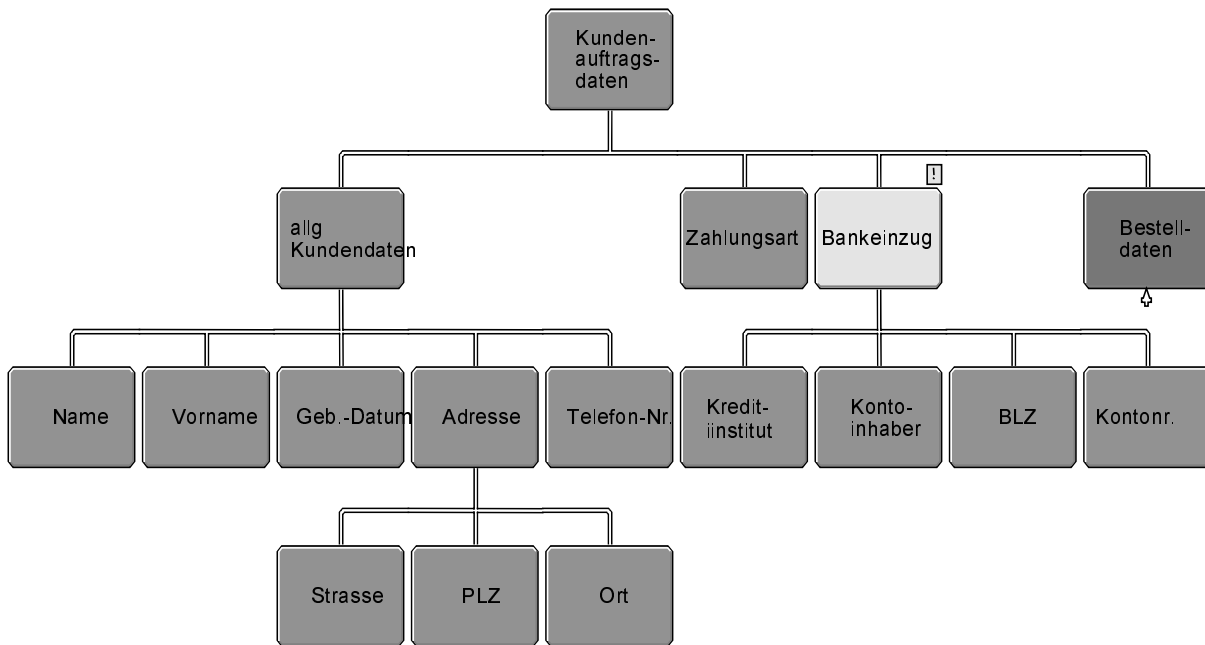 Kunden-
auftrags-
daten
!
allg
Kundendaten
Zahlungsart
Bankeinzug
Bestell-
daten
Name
Vorname
Geb.-Datum
Adresse
Telefon-Nr.
Kredit-
iinstitut
Konto-
inhaber
BLZ
Kontonr.
Strasse
PLZ
Ort